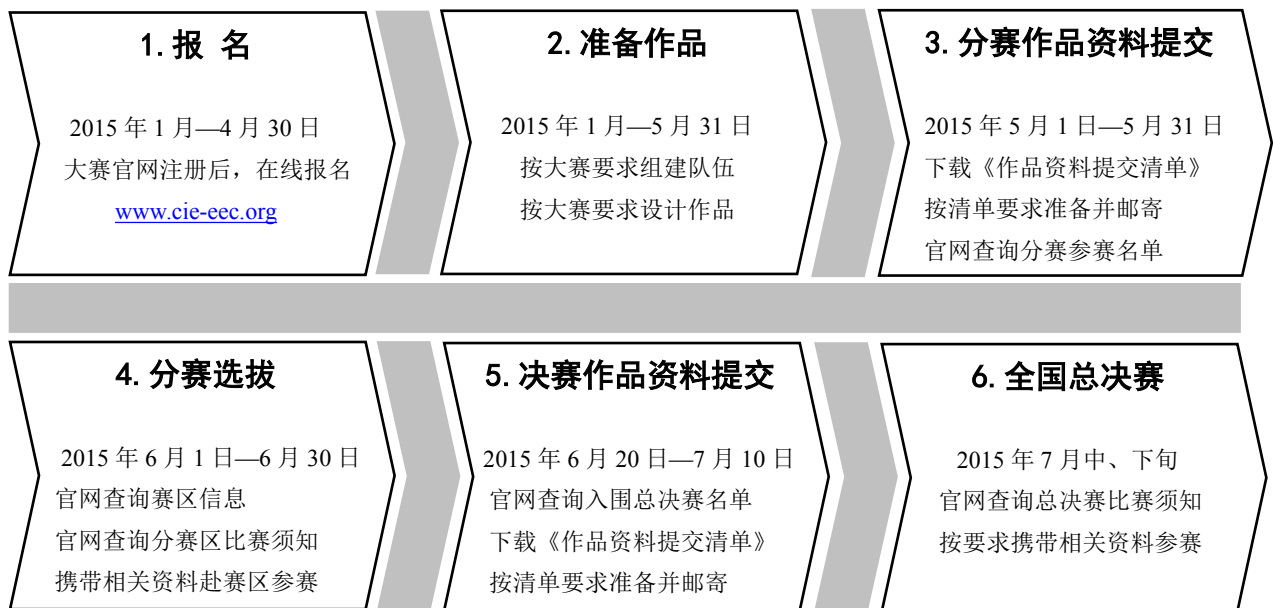 1.报 名
2015 年 1 月—4 月 30 日
大赛官网注册后，在线报名
www.cie-eec.org
2.准备作品
2015 年 1 月—5 月 31 日
按大赛要求组建队伍
按大赛要求设计作品
3.分赛作品资料提交
2015 年 5 月 1 日—5 月 31 日
下载《作品资料提交清单》
按清单要求准备并邮寄
官网查询分赛参赛名单
4.分赛选拔
2015 年 6 月 1 日—6 月 30 日
官网查询赛区信息
官网查询分赛区比赛须知
携带相关资料赴赛区参赛
5.决赛作品资料提交
2015 年 6 月 20 日—7 月 10 日
官网查询入围总决赛名单
下载《作品资料提交清单》
按清单要求准备并邮寄
6.全国总决赛
2015 年 7 月中、下旬
官网查询总决赛比赛须知
按要求携带相关资料参赛